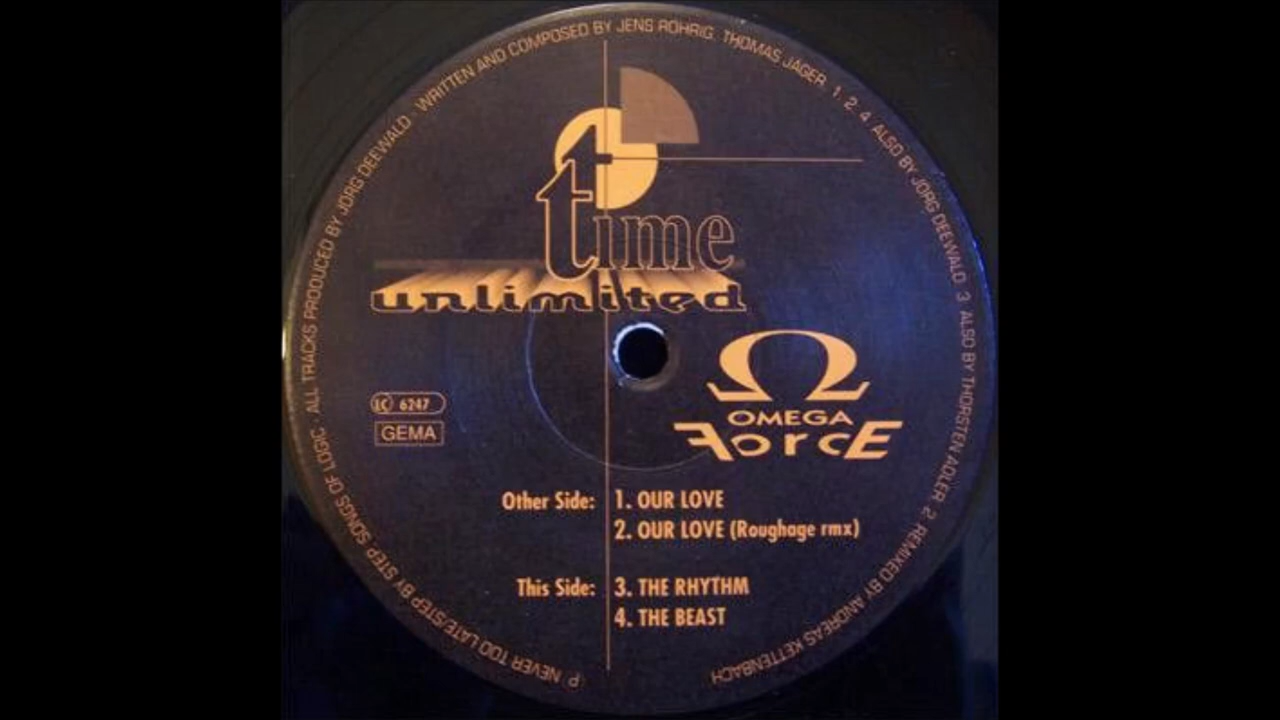 P NEVER TOO LATE/STEP BY STEP SONGS OF LOGIC · ALL TRACKS PRODUCED BY JÖRG DEEWALD · WRITTEN AND COMPOSED BY JENS RÖHRIG, THOMAS JÄGER, 1, 2, 4 ALSO BY JÖRG DEEWALD, 3 ALSO BY THORSTEN ADLER, 2 REMIXED BY ANDREAS KETTENBACH
time
unlimited
Ω
OMEGA
FORCE
LC 6247
GEMA
Other Side: 1. OUR LOVE
2. OUR LOVE (Roughage rmx)
This Side: 3. THE RHYTHM
4. THE BEAST